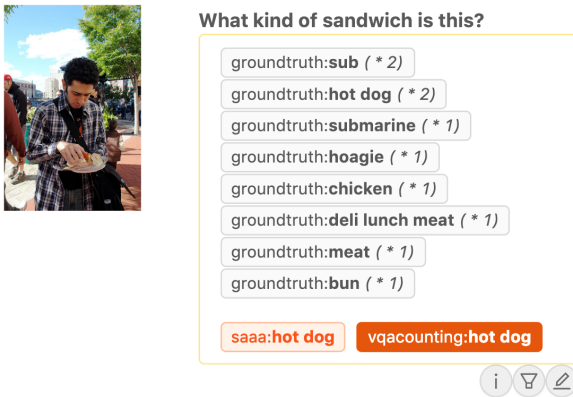 What kind of sandwich is this?
groundtruth:sub ( * 2)
groundtruth:hot dog ( * 2)
groundtruth:submarine ( * 1)
groundtruth:hoagie ( * 1)
groundtruth:chicken ( * 1)
groundtruth:deli lunch meat ( * 1)
groundtruth:meat ( * 1)
groundtruth:bun ( * 1)
saaa:hot dog vqacounting:hot dog
i